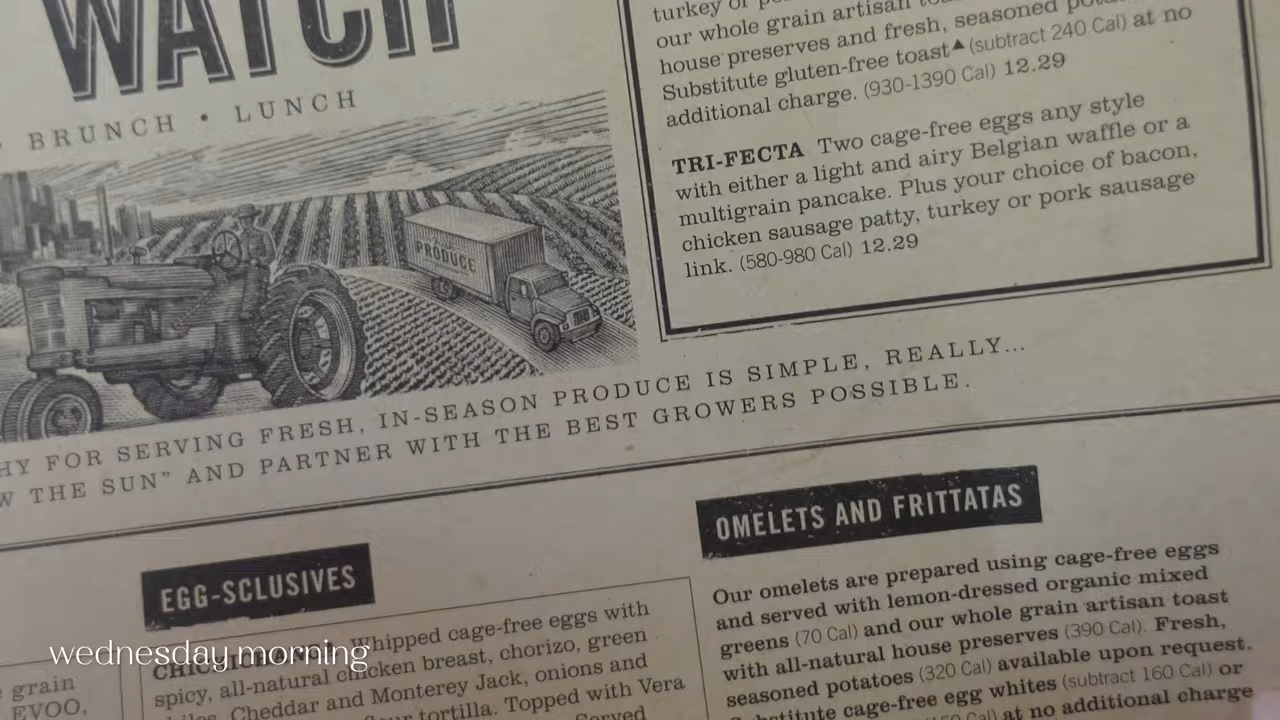 WATCH
BRUNCH • LUNCH
PRODUCE
HY FOR SERVING FRESH, IN-SEASON PRODUCE IS SIMPLE, REALLY...
W THE SUN” AND PARTNER WITH THE BEST GROWERS POSSIBLE.
turkey or
our whole grain artisan
house preserves and fresh, seasoned
Substitute gluten-free toast▲ (subtract 240 Cal) at no
additional charge. (930-1390 Cal) 12.29
TRI-FECTA Two cage-free eggs any style
with either a light and airy Belgian waffle or a
multigrain pancake. Plus your choice of bacon,
chicken sausage patty, turkey or pork sausage
link. (580-980 Cal) 12.29
EGG-SCLUSIVES
Whipped cage-free eggs with
spicy, all-natural chicken breast, chorizo, green
Cheddar and Monterey Jack, onions and
tortilla. Topped with Vera
Served
grain
EVOO,
OMELETS AND FRITTATAS
Our omelets are prepared using cage-free eggs
and served with lemon-dressed organic mixed
greens (70 Cal) and our whole grain artisan toast
with all-natural house preserves (390 Cal). Fresh,
seasoned potatoes (320 Cal) available upon request.
Substitute cage-free egg whites (subtract 160 Cal) or
at no additional charge
wednesday morning